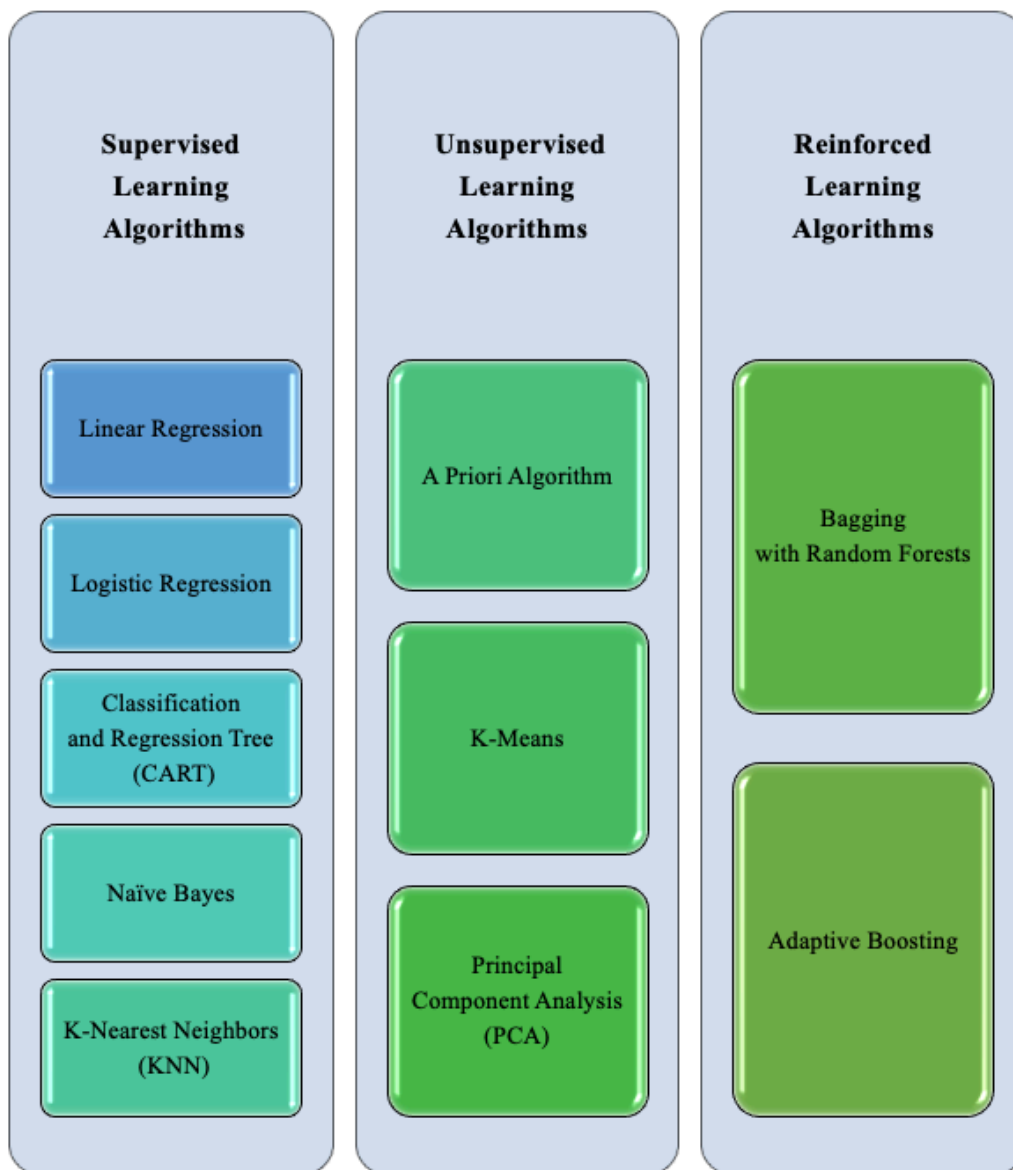 Supervised
Learning
Algorithms
Linear Regression
Logistic Regression
Classification
and Regression Tree
(CART)
Naïve Bayes
K-Nearest Neighbors
(KNN)
Unsupervised
Learning
Algorithms
A Priori Algorithm
K-Means
Principal
Component Analysis
(PCA)
Reinforced
Learning
Algorithms
Bagging
with Random Forests
Adaptive Boosting